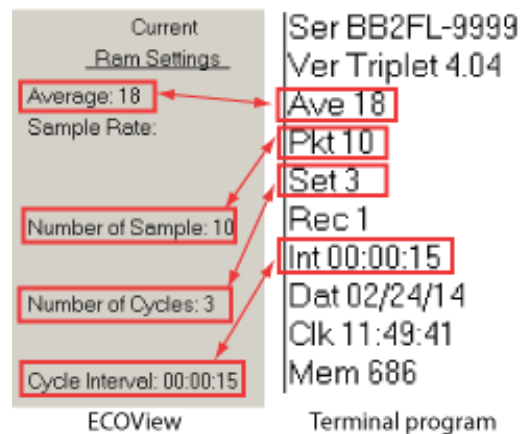 Current
Ram Settings
Average: 18
Sample Rate:
Number of Sample: 10
Number of Cycles: 3
Cycle Interval: 00:00:15
ECOView
Ser BB2FL-9999
Ver Triplet 4.04
Ave 18
Pkt 10
Set 3
Rec 1
Int 00:00:15
Dat 02/24/14
Clk 11:49:41
Mem 686
Terminal program